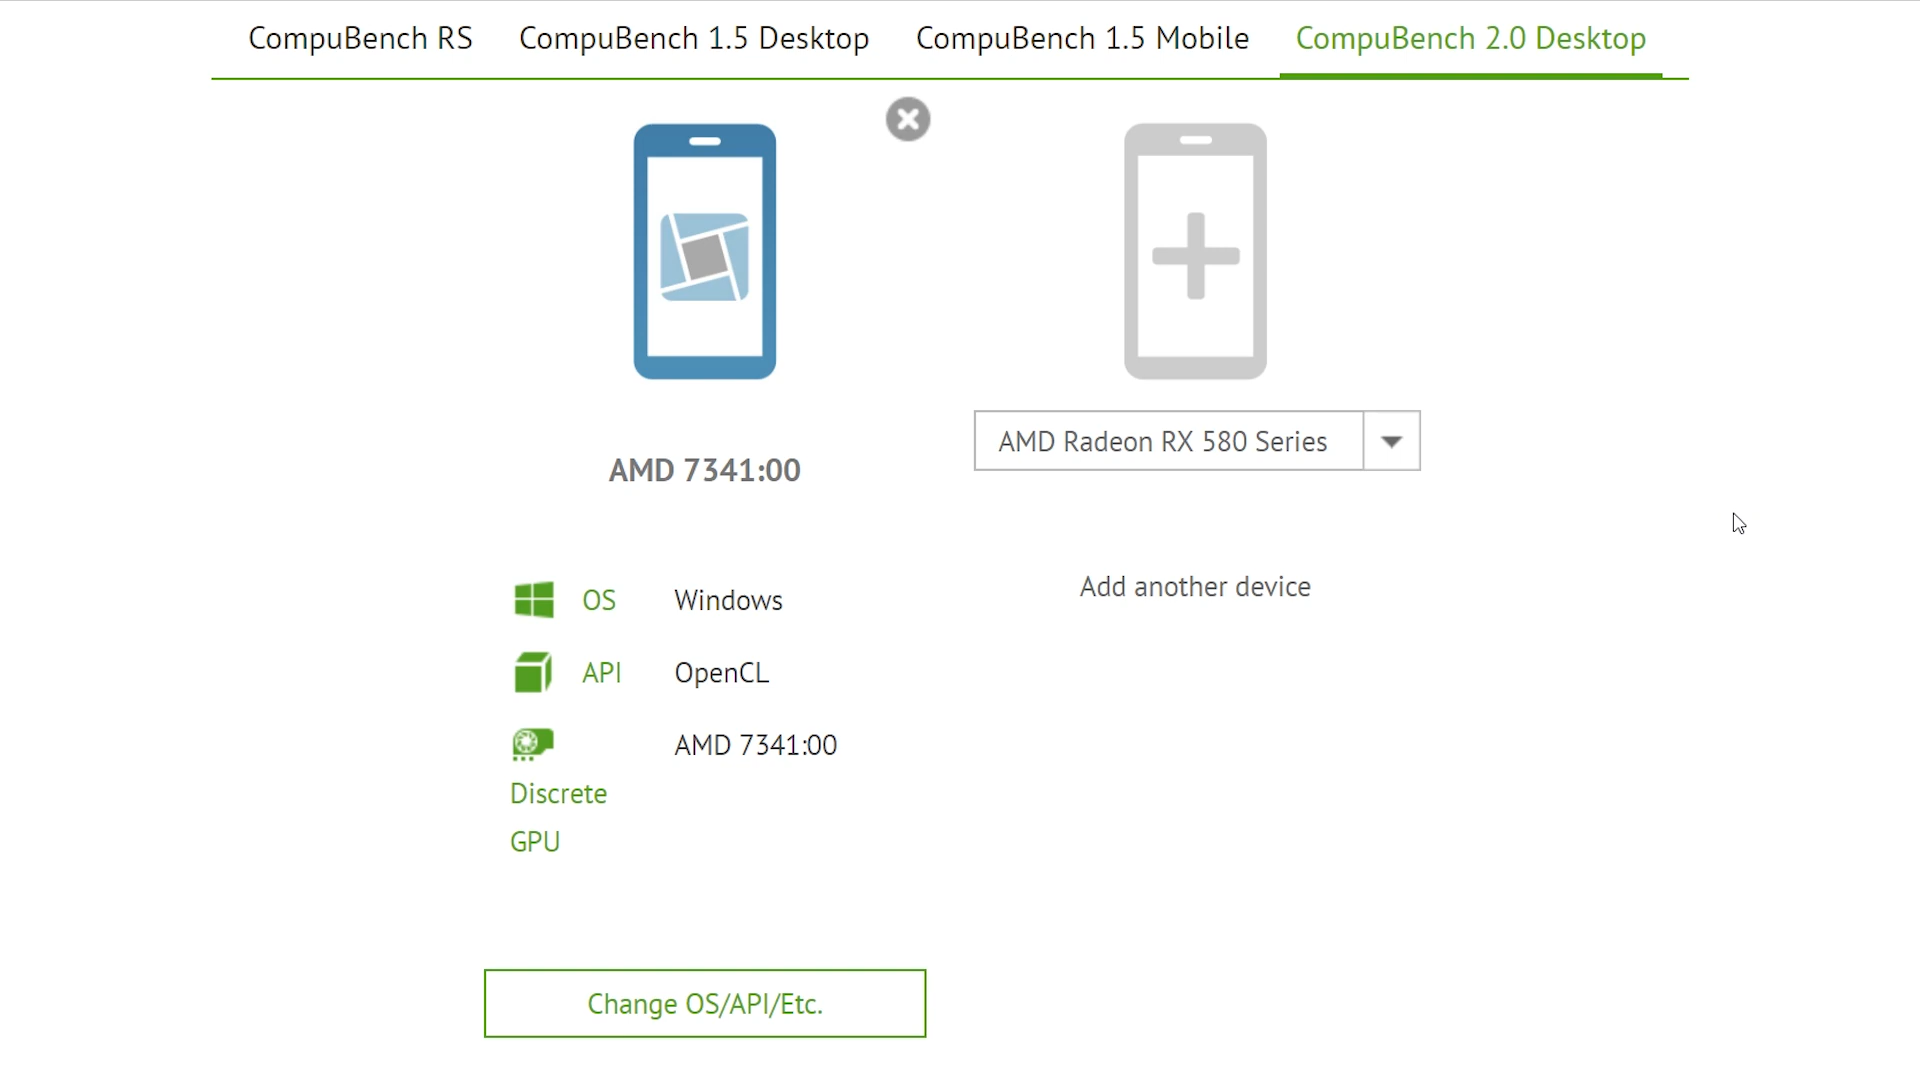 CompuBench RS CompuBench 1.5 Desktop CompuBench 1.5 Mobile CompuBench 2.0 Desktop
AMD 7341:00
AMD Radeon RX 580 Series
Add another device
OS Windows
API OpenCL
AMD 7341:00
Discrete
GPU
Change OS/API/Etc.